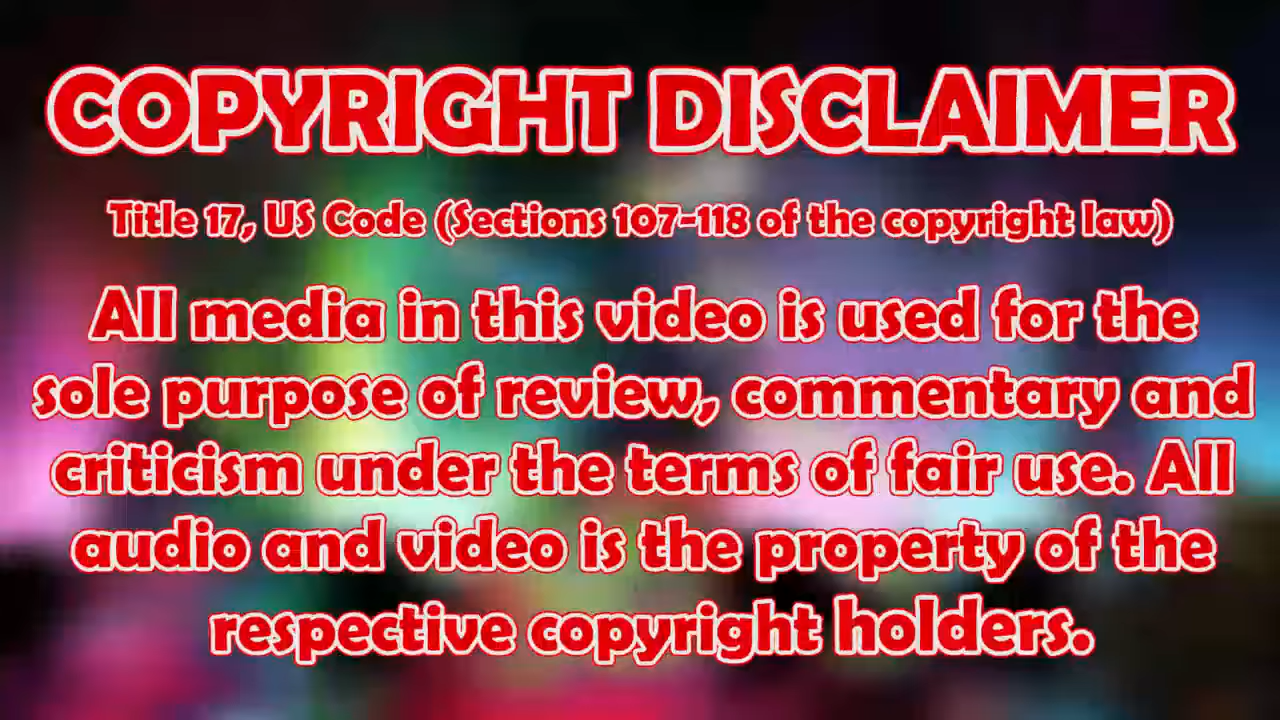 COPYRIGHT DISCLAIMER
Title 17, US Code (Sections 107-118 of the copyright law)
All media in this video is used for the
sole purpose of review, commentary and
criticism under the terms of fair use. All
audio and video is the property of the
respective copyright holders.